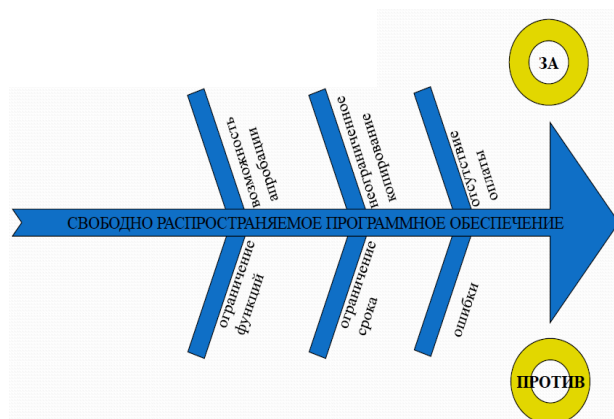 ЗА
возможность
апробации
неограниченное
копирование
отсутствие
оплаты
СВОБОДНО РАСПРОСТРАНЯЕМОЕ ПРОГРАММНОЕ ОБЕСПЕЧЕНИЕ
ограничение
функций
ограничение
срока
ошибки
ПРОТИВ